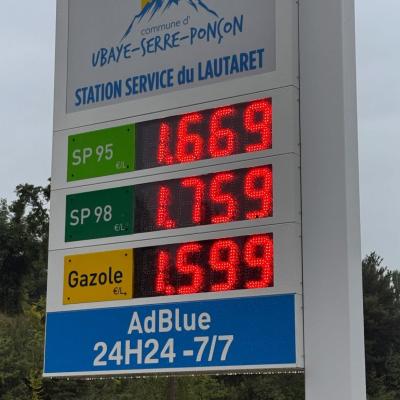 commune d'
UBAYE-SERRE-PONÇON
STATION SERVICE du LAUTARET
SP 95 €/L 1.669
SP 98 €/L 1.759
Gazole €/L 1.599
AdBlue
24H24 -7/7